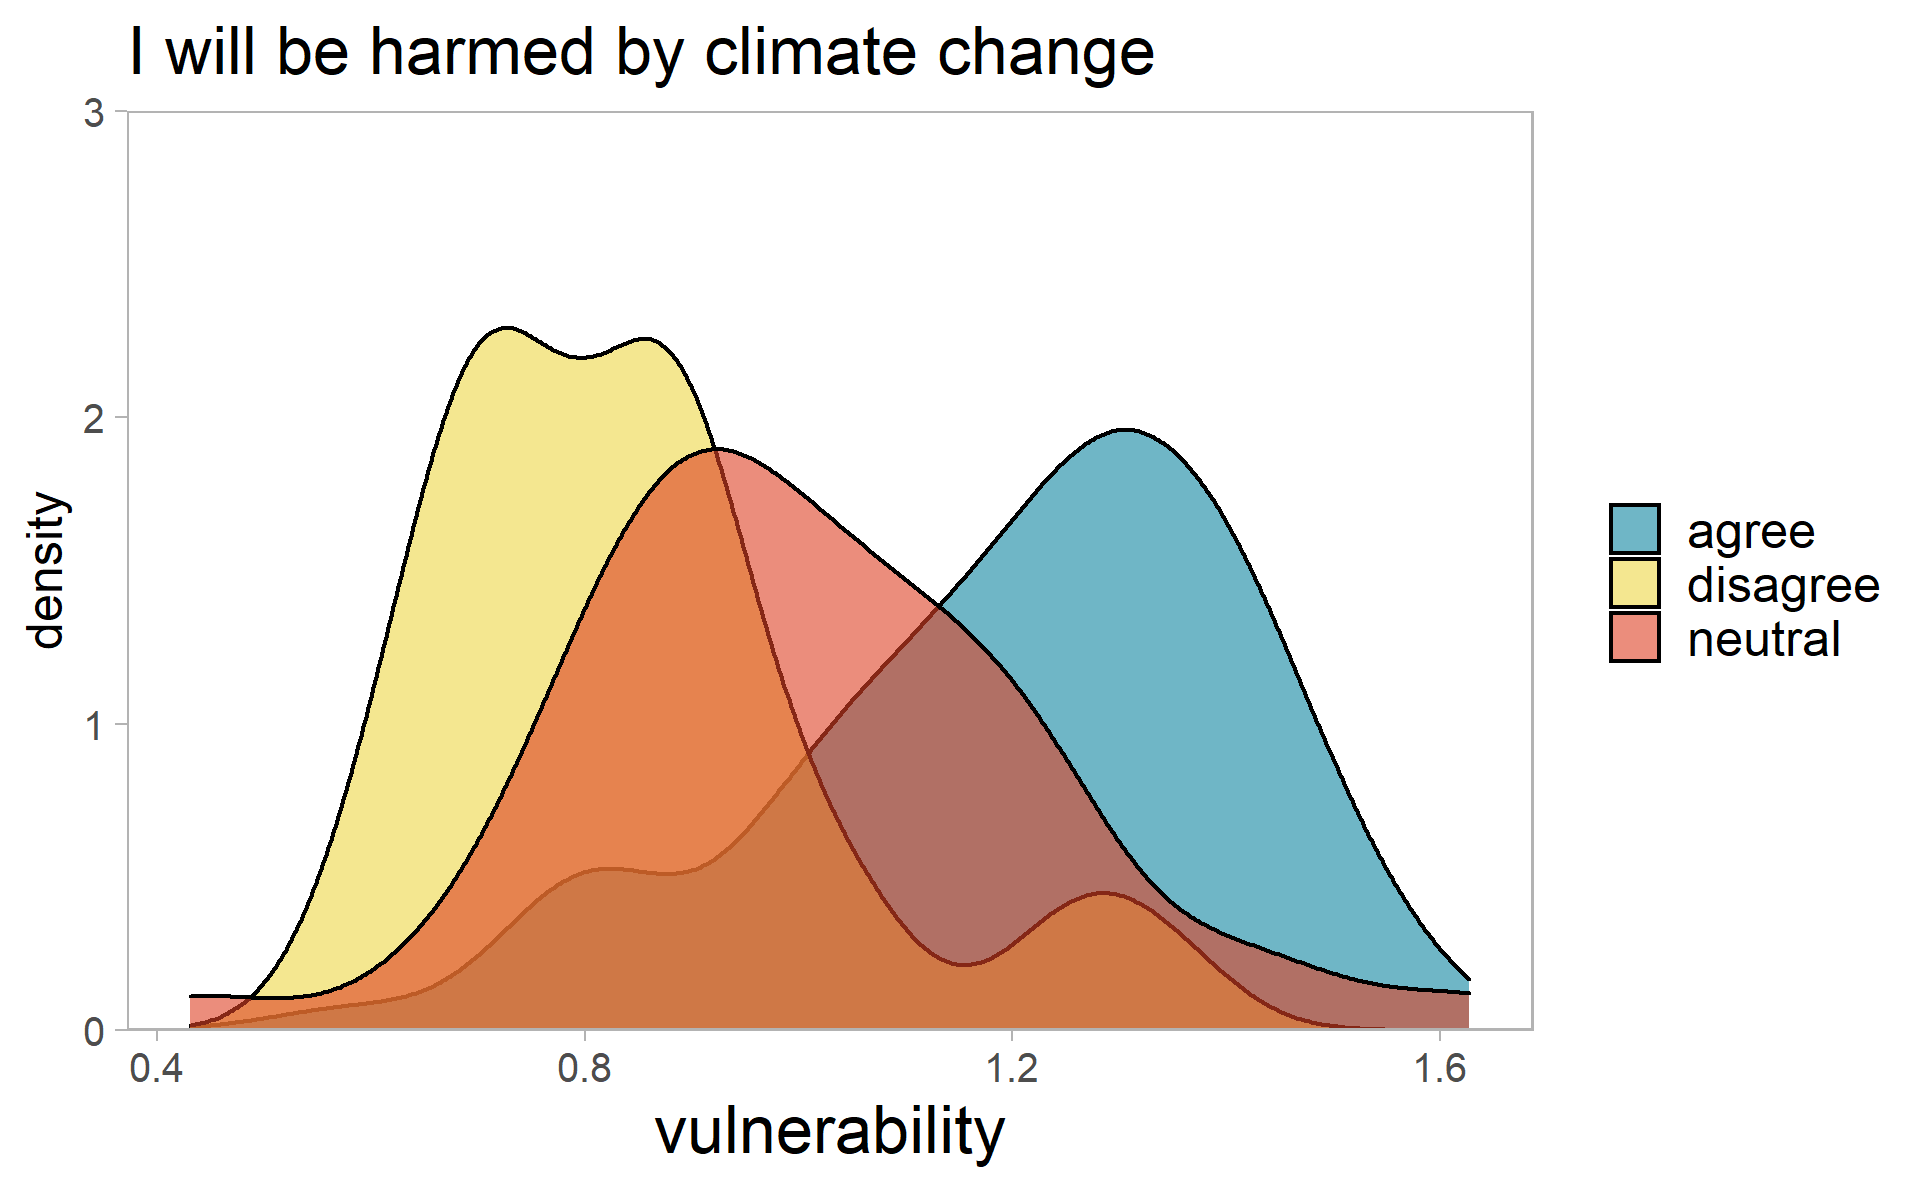 I will be harmed by climate change
3
2
1
0
density
0.4
0.8
1.2
1.6
vulnerability
agree
disagree
neutral